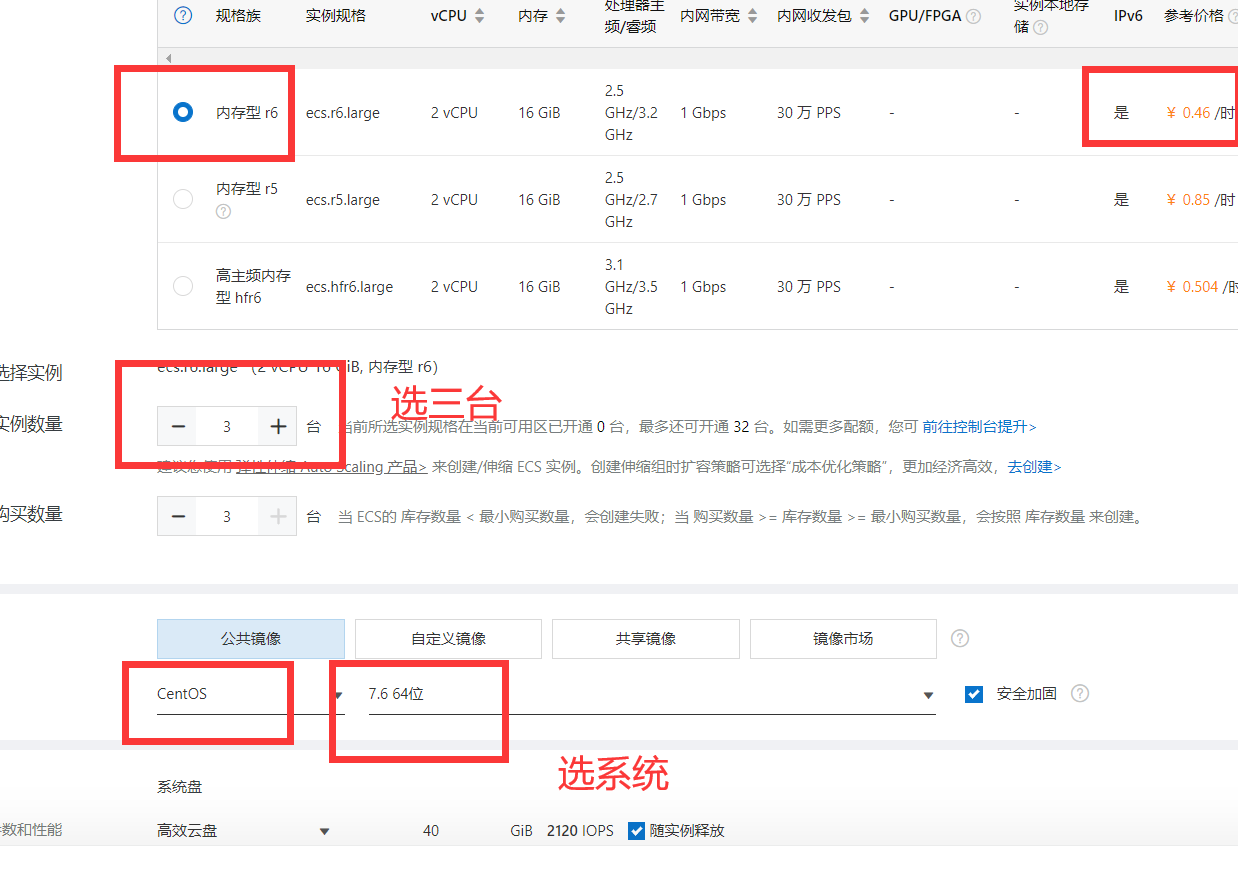 规格族 实例规格 vCPU 内存 处理器主频/睿频 内网带宽 内网收发包 GPU/FPGA 实例本地存储 IPv6 参考价格
内存型 r6 ecs.r6.large 2 vCPU 16 GiB 2.5 GHz/3.2 GHz 1 Gbps 30 万 PPS - - 是 ¥ 0.46 /时
内存型 r5 ecs.r5.large 2 vCPU 16 GiB 2.5 GHz/2.7 GHz 1 Gbps 30 万 PPS - - 是 ¥ 0.85 /时
高主频内存型 hfr6 ecs.hfr6.large 2 vCPU 16 GiB 3.1 GHz/3.5 GHz 1 Gbps 30 万 PPS - - 是 ¥ 0.504 /时
选择实例 ecs.r6.large (2 vCPU 16 GiB, 内存型 r6)
选三台
实例数量 3 台 当前所选实例规格在当前可用区已开通 0 台，最多还可开通 32 台。如需更多配额，您可 前往控制台提升>
建议您使用 弹性伸缩 Auto Scaling 产品> 来创建/伸缩 ECS 实例。创建伸缩组时扩容策略可选择“成本优化策略”，更加经济高效，去创建>
购买数量 3 台 当 ECS的 库存数量 < 最小购买数量，会创建失败；当 购买数量 >= 库存数量 >= 最小购买数量，会按照 库存数量 来创建。
公共镜像 自定义镜像 共享镜像 镜像市场
CentOS 7.6 64位 安全加固
选系统
系统盘
数和性能 高效云盘 40 GiB 2120 IOPS 随实例释放